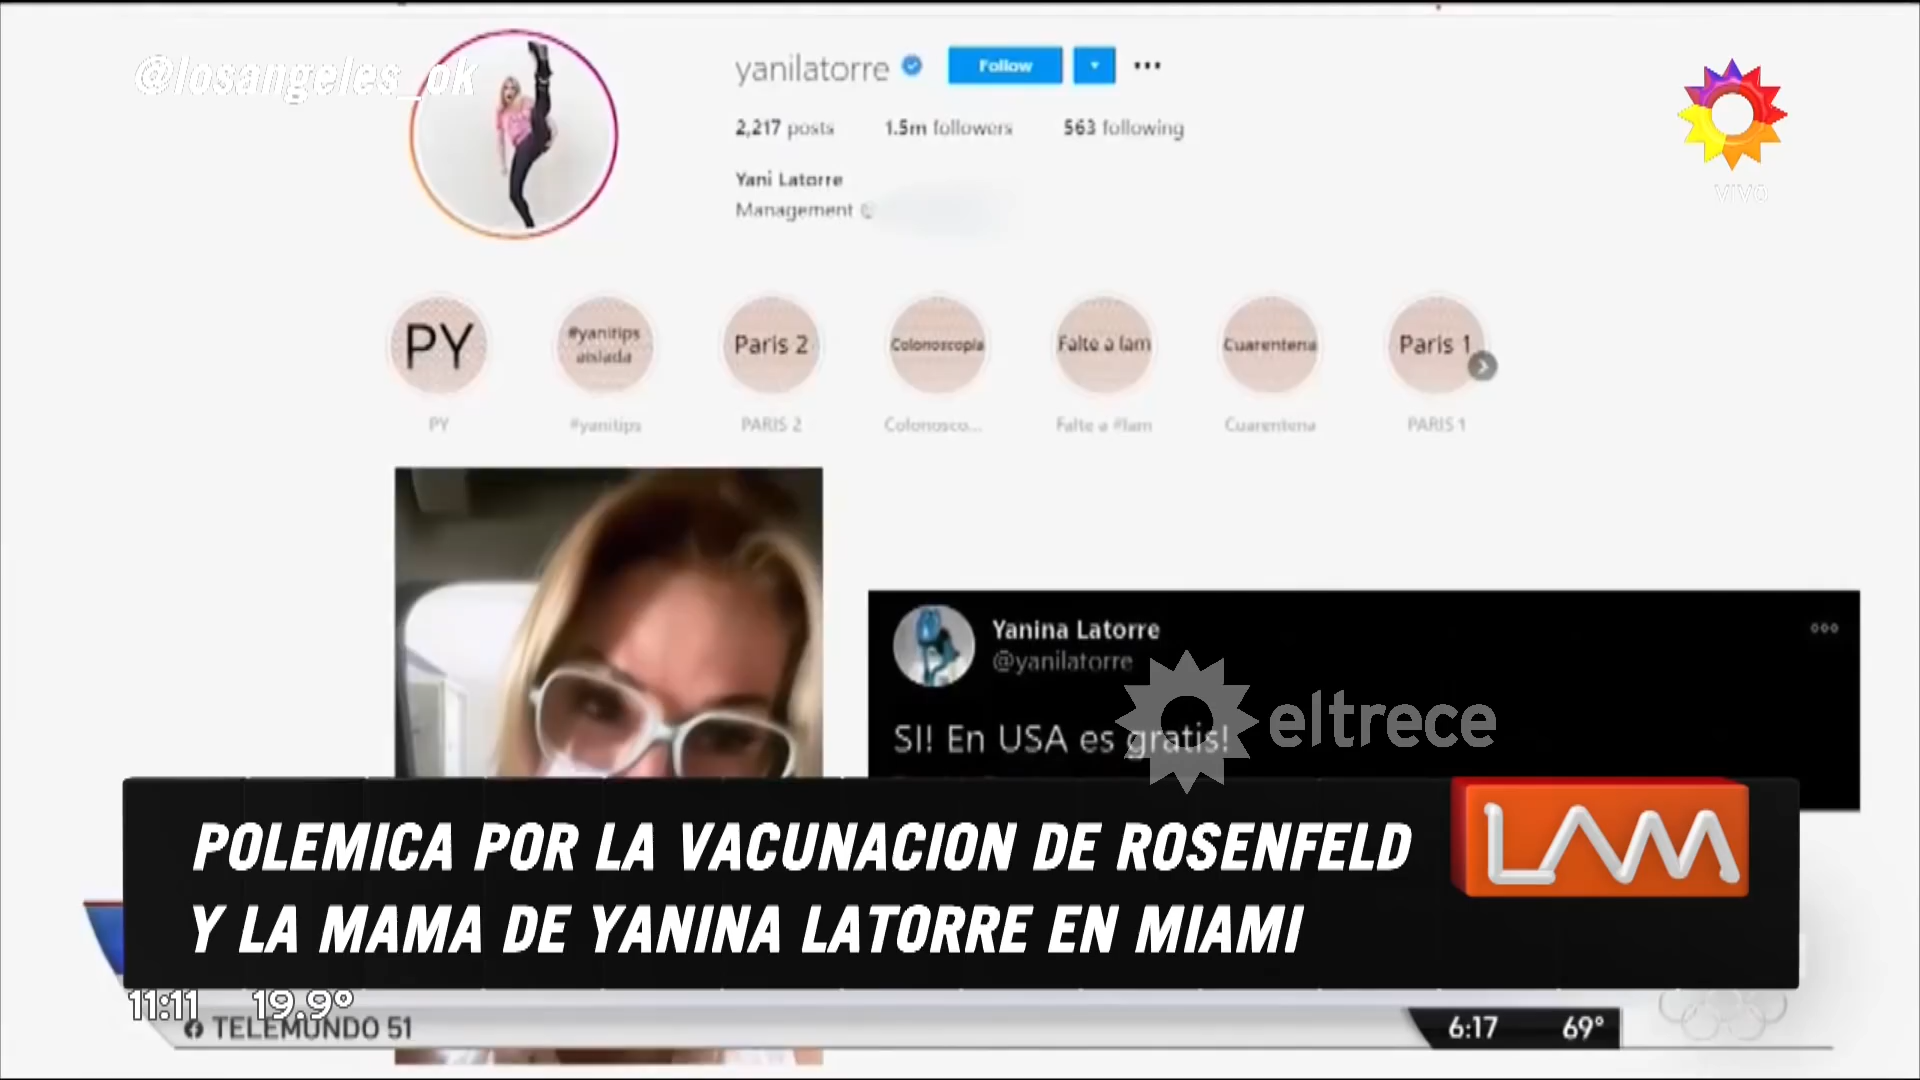 @losangeles_ok
yanilatorre
Follow
2,217 posts 1.5m followers 563 following
Yani Latorre
Management
VIVO
PY
#yanitips
aislada
Paris 2
Colonoscopia
Falte a lam
Cuarentena
Paris 1
PY
#yanitips
PARIS 2
Colonosco...
Falte a #lam
Cuarentena
PARIS 1
Yanina Latorre
@yanilatorre
SI! En USA es gratis!
eltrece
POLEMICA POR LA VACUNACION DE ROSENFELD
Y LA MAMA DE YANINA LATORRE EN MIAMI
LAM
11:11 19.9°
TELEMUNDO 51
6:17 69°